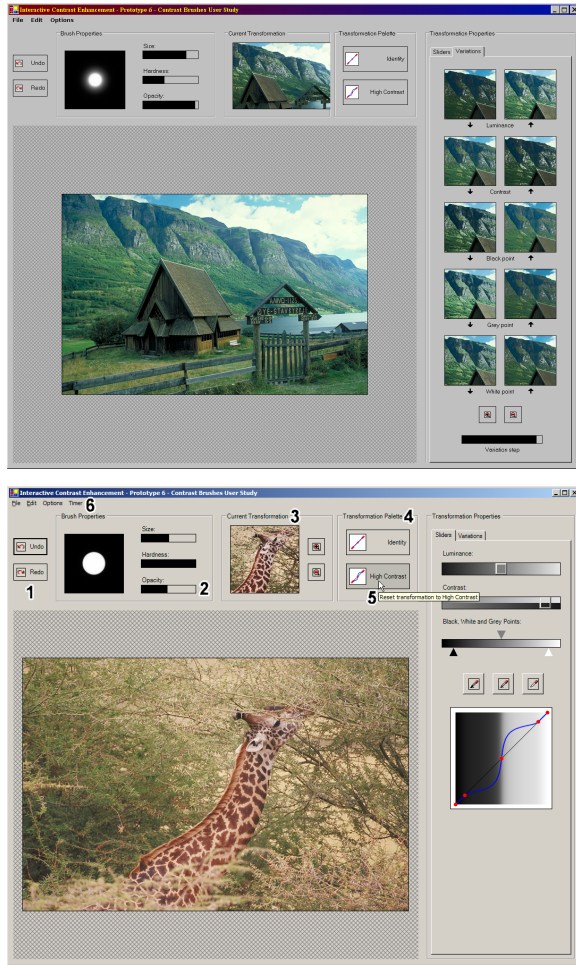 Interactive Contrast Enhancement - Prototype 6 - Contrast Brushes User Study
File Edit Options
Brush Properties
Size:
Hardness:
Opacity:
Undo
Redo
Current Transformation
Transformation Palette
Identity
High Contrast
Transformation Properties
Sliders Variations
Luminance
Contrast
Black point
Grey point
White point
Variation step
Interactive Contrast Enhancement - Prototype 6 - Contrast Brushes User Study
File Edit Options Timer 6
Brush Properties
Size:
Hardness:
Opacity: 2
Undo
Redo
1
Current Transformation 3
Transformation Palette 4
Identity
High Contrast
5 Reset transformation to High Contrast
Transformation Properties
Sliders Variations
Luminance:
Contrast:
Black, White and Grey Points: